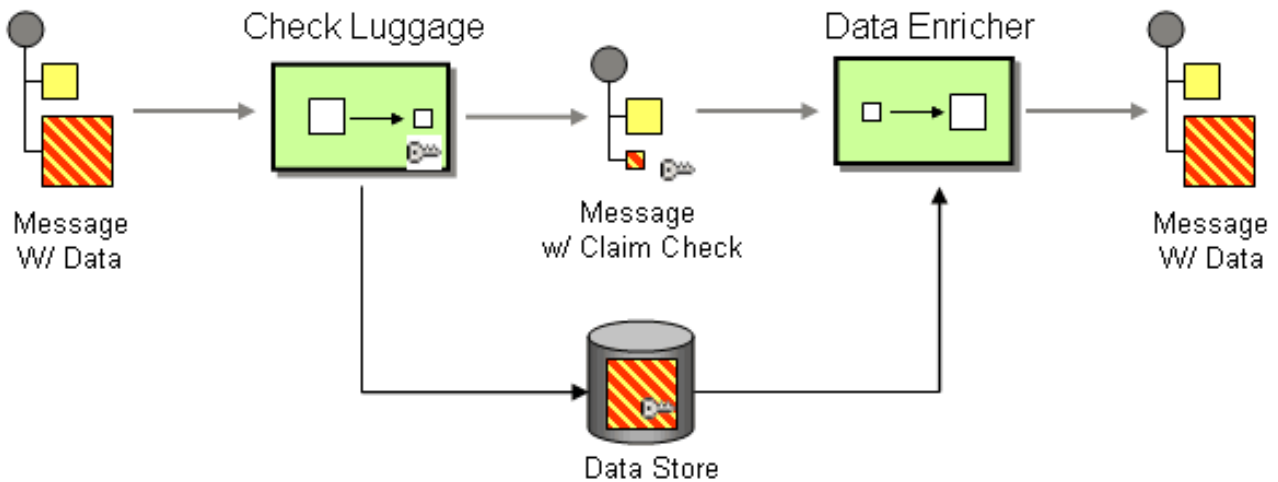 Check Luggage
Data Enricher
Message
W/ Data
Message
w/ Claim Check
Message
W/ Data
Data Store